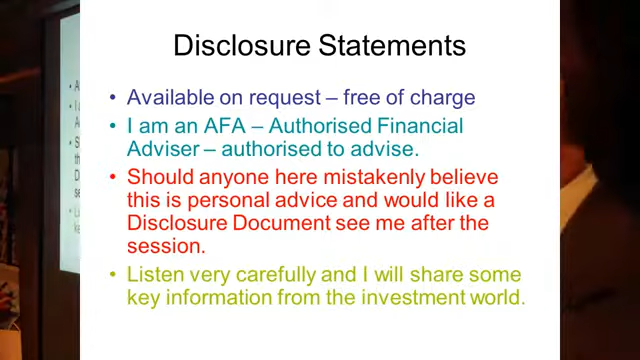 Disclosure Statements
• Available on request – free of charge
• I am an AFA – Authorised Financial
Adviser – authorised to advise.
• Should anyone here mistakenly believe
this is personal advice and would like a
Disclosure Document see me after the
session.
• Listen very carefully and I will share some
key information from the investment world.